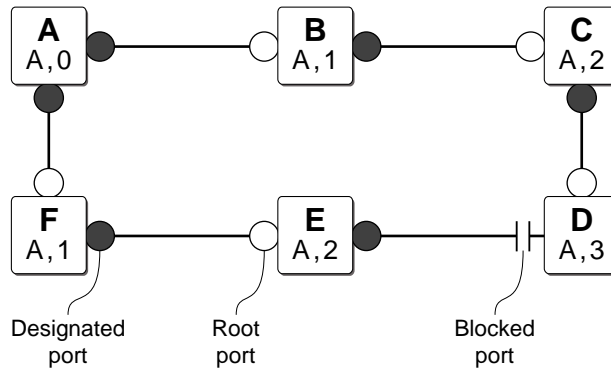 A
A,0
B
A,1
C
A,2
F
A,1
E
A,2
D
A,3
Designated
port
Root
port
Blocked
port